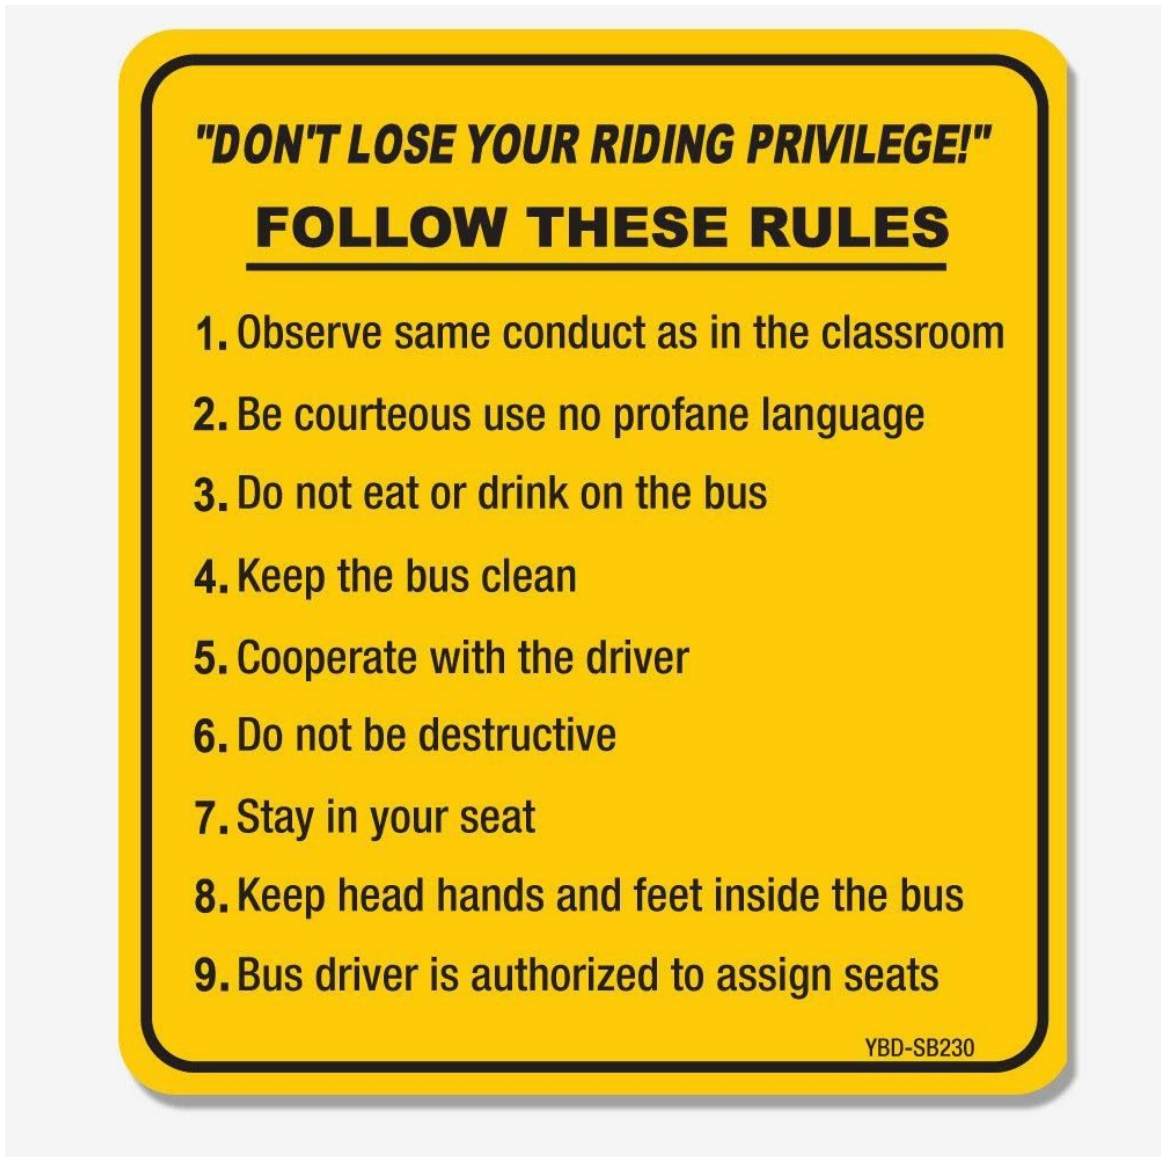 "DON'T LOSE YOUR RIDING PRIVILEGE!"
FOLLOW THESE RULES
1. Observe same conduct as in the classroom
2. Be courteous use no profane language
3. Do not eat or drink on the bus
4. Keep the bus clean
5. Cooperate with the driver
6. Do not be destructive
7. Stay in your seat
8. Keep head hands and feet inside the bus
9. Bus driver is authorized to assign seats
YBD-SB230